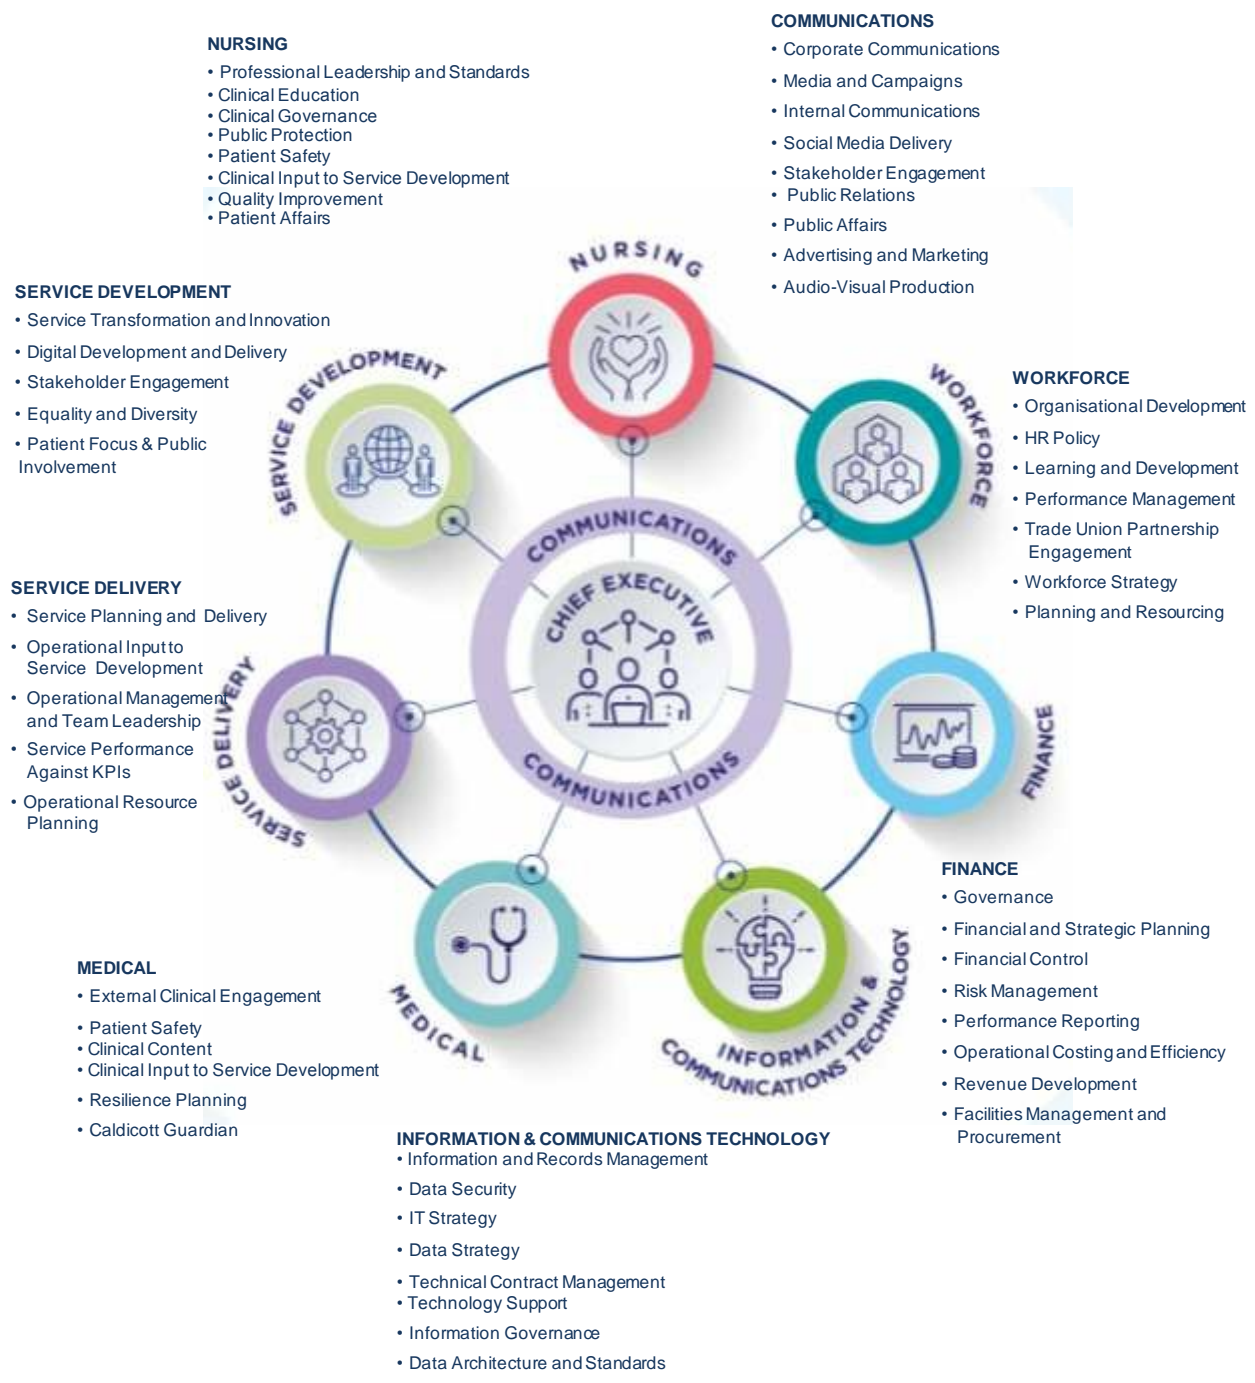 COMMUNICATIONS
• Corporate Communications
• Media and Campaigns
• Internal Communications
• Social Media Delivery
• Stakeholder Engagement
• Public Relations
• Public Affairs
• Advertising and Marketing
• Audio-Visual Production
NURSING
• Professional Leadership and Standards
• Clinical Education
• Clinical Governance
• Public Protection
• Patient Safety
• Clinical Input to Service Development
• Quality Improvement
• Patient Affairs
SERVICE DEVELOPMENT
• Service Transformation and Innovation
• Digital Development and Delivery
• Stakeholder Engagement
• Equality and Diversity
• Patient Focus & Public
Involvement
WORKFORCE
• Organisational Development
• HR Policy
• Learning and Development
• Performance Management
• Trade Union Partnership
Engagement
• Workforce Strategy
• Planning and Resourcing
SERVICE DELIVERY
• Service Planning and Delivery
• Operational Input to
Service Development
• Operational Management
and Team Leadership
• Service Performance
Against KPIs
• Operational Resource
Planning
NURSING
WORKFORCE
FINANCE
INFORMATION &
COMMUNICATIONS TECHNOLOGY
MEDICAL
SERVICE DELIVERY
SERVICE DEVELOPMENT
COMMUNICATIONS
CHIEF EXECUTIVE
COMMUNICATIONS
FINANCE
• Governance
• Financial and Strategic Planning
• Financial Control
• Risk Management
• Performance Reporting
• Operational Costing and Efficiency
• Revenue Development
• Facilities Management and
Procurement
MEDICAL
• External Clinical Engagement
• Patient Safety
• Clinical Content
• Clinical Input to Service Development
• Resilience Planning
• Caldicott Guardian
INFORMATION & COMMUNICATIONS TECHNOLOGY
• Information and Records Management
• Data Security
• IT Strategy
• Data Strategy
• Technical Contract Management
• Technology Support
• Information Governance
• Data Architecture and Standards